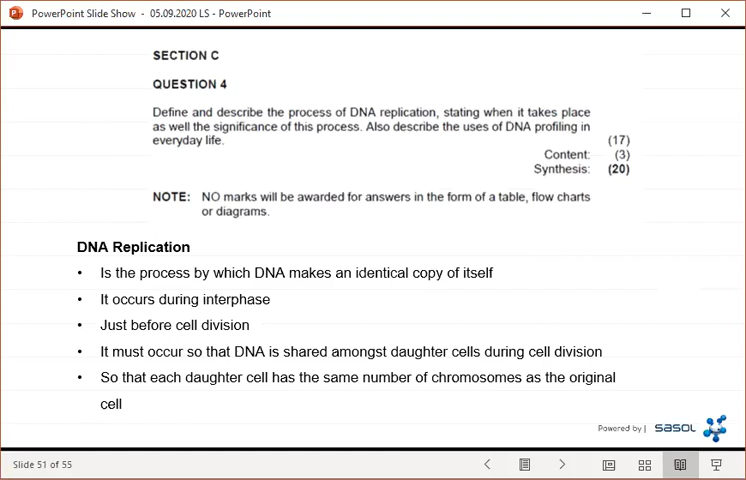 PowerPoint Slide Show - 05.09.2020 LS - PowerPoint
SECTION C
QUESTION 4
Define and describe the process of DNA replication, stating when it takes place
as well the significance of this process. Also describe the uses of DNA profiling in
everyday life. (17)
Content: (3)
Synthesis: (20)
NOTE: NO marks will be awarded for answers in the form of a table, flow charts
or diagrams.
DNA Replication
• Is the process by which DNA makes an identical copy of itself
• It occurs during interphase
• Just before cell division
• It must occur so that DNA is shared amongst daughter cells during cell division
• So that each daughter cell has the same number of chromosomes as the original
cell
Powered by | sasol
Slide 51 of 55